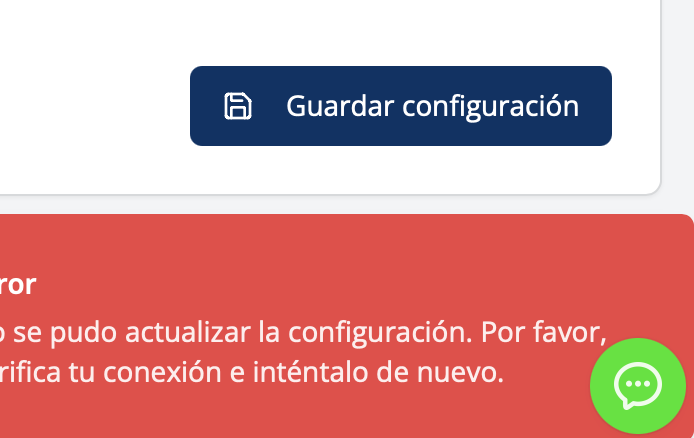 Guardar configuración
ror
o se pudo actualizar la configuración. Por favor,
rifica tu conexión e inténtalo de nuevo.